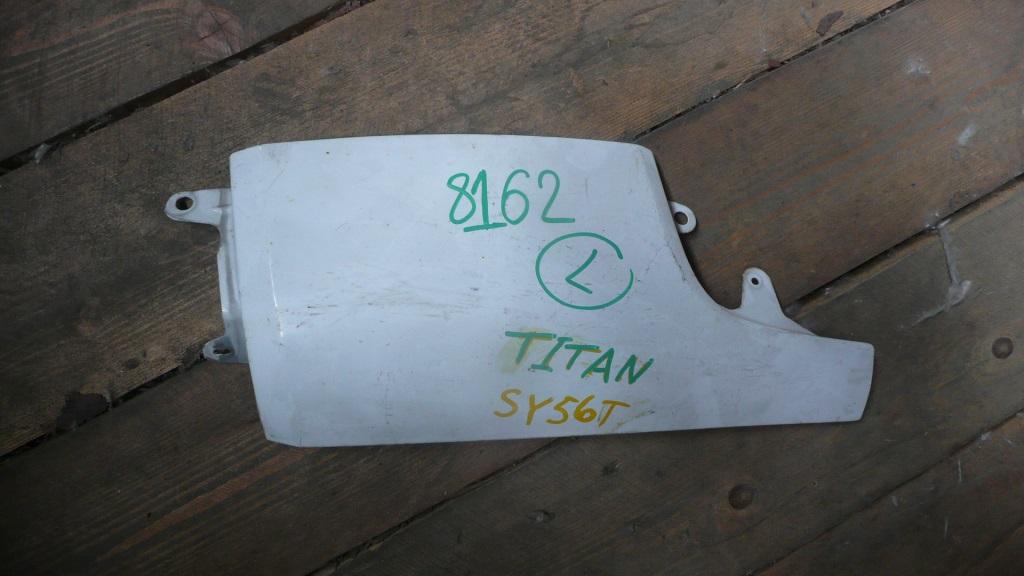 8162
L
TITAN
SY56T